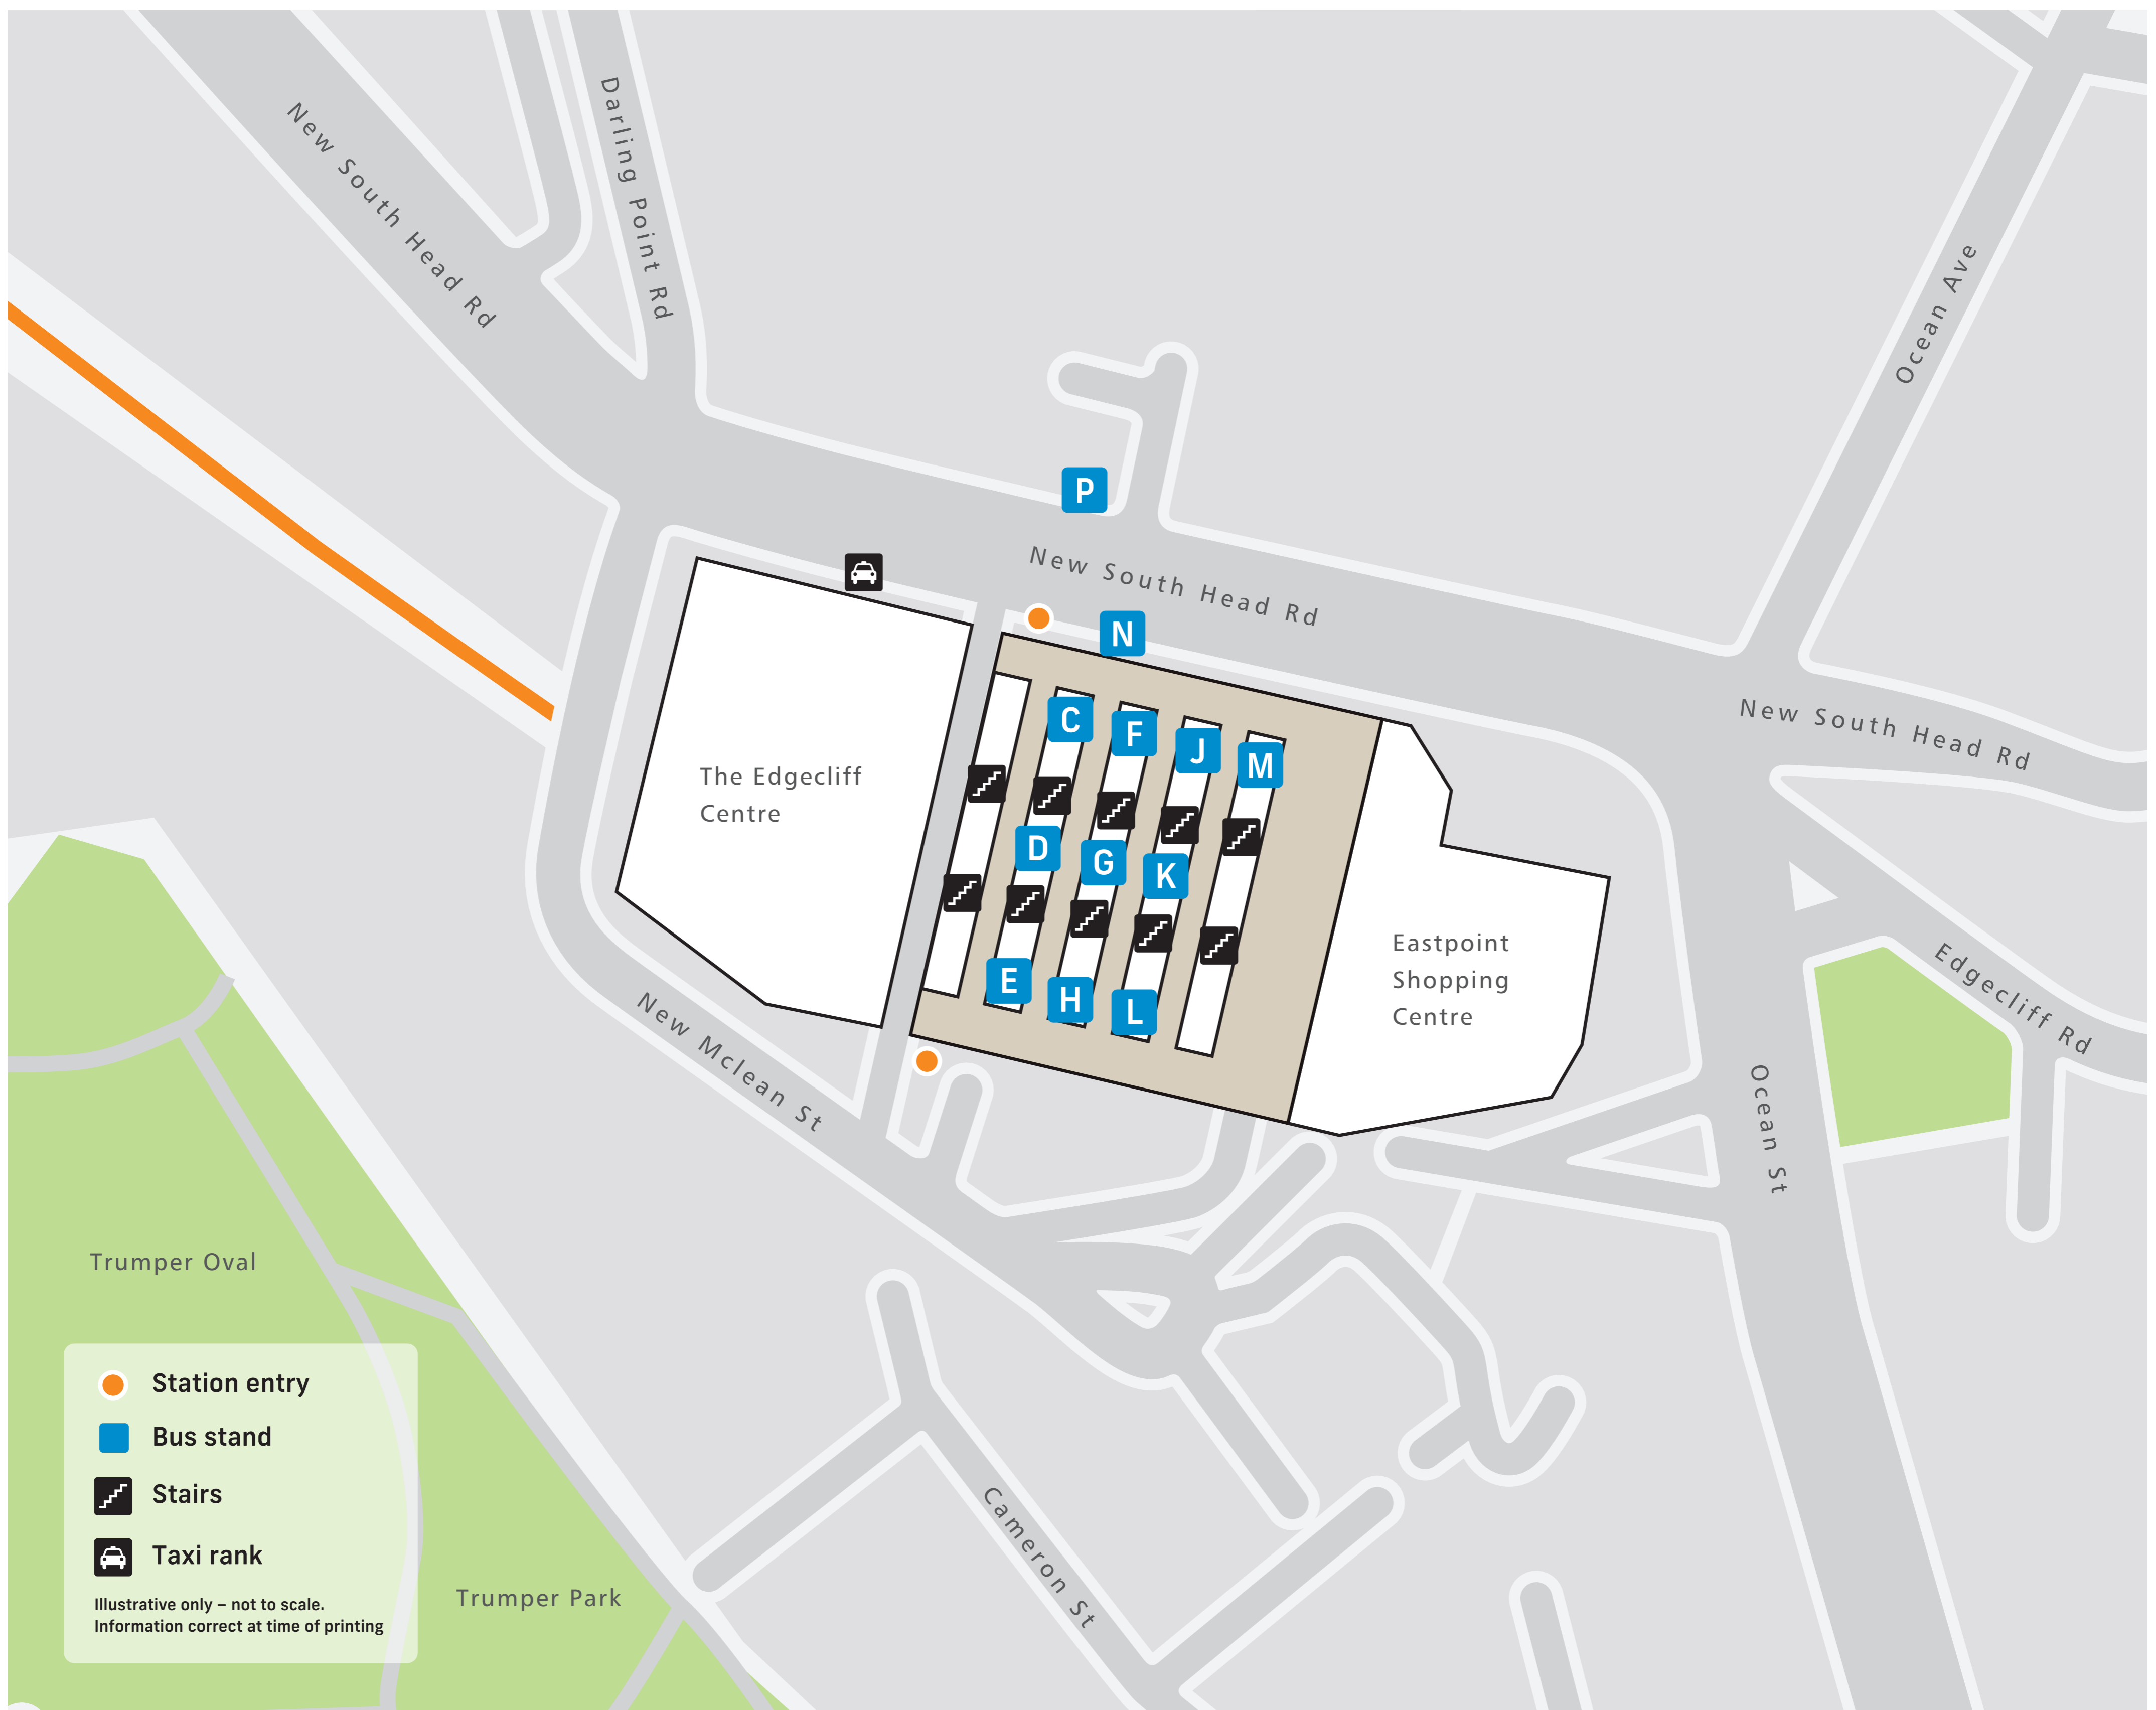 New South Head Rd
Darling Point Rd
Ocean Ave
P
New South Head Rd
N
New South Head Rd
C
F
J
M
The Edgecliff
Centre
D
G
K
E
H
L
Eastpoint
Shopping
Centre
Edgecliff Rd
New Mclean St
Ocean St
Trumper Oval
Station entry
Bus stand
Stairs
Taxi rank
Illustrative only – not to scale.
Information correct at time of printing
Trumper Park
Cameron St